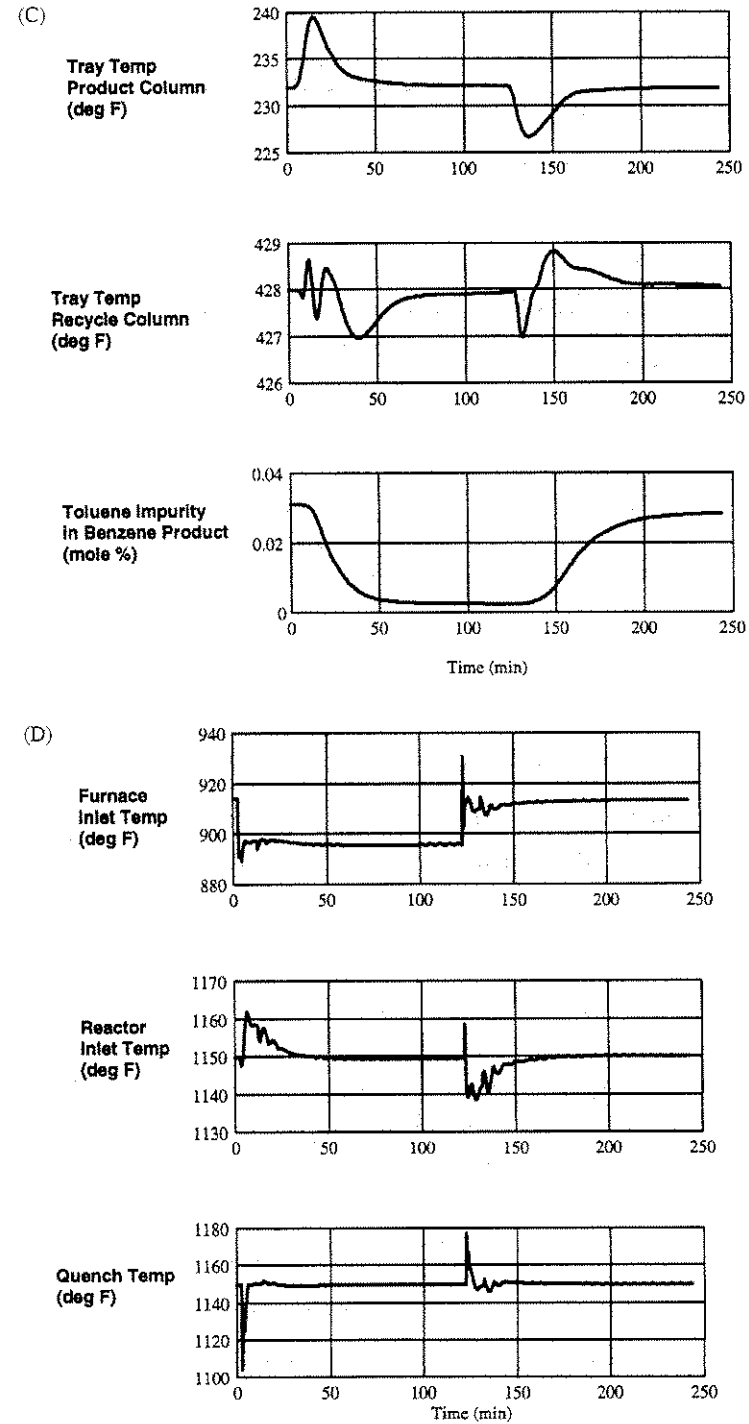 (C)
240
235
230
225
Tray Temp
Product Column
(deg F)
0 50 100 150 200 250
429
428
427
426
Tray Temp
Recycle Column
(deg F)
0 50 100 150 200 250
0.04
0.02
0
Toluene Impurity
in Benzene Product
(mole %)
0 50 100 150 200 250
Time (min)
(D)
940
920
900
880
Furnace
Inlet Temp
(deg F)
0 50 100 150 200 250
1170
1160
1150
1140
1130
Reactor
Inlet Temp
(deg F)
0 50 100 150 200 250
1180
1160
1140
1120
1100
Quench Temp
(deg F)
0 50 100 150 200 250
Time (min)